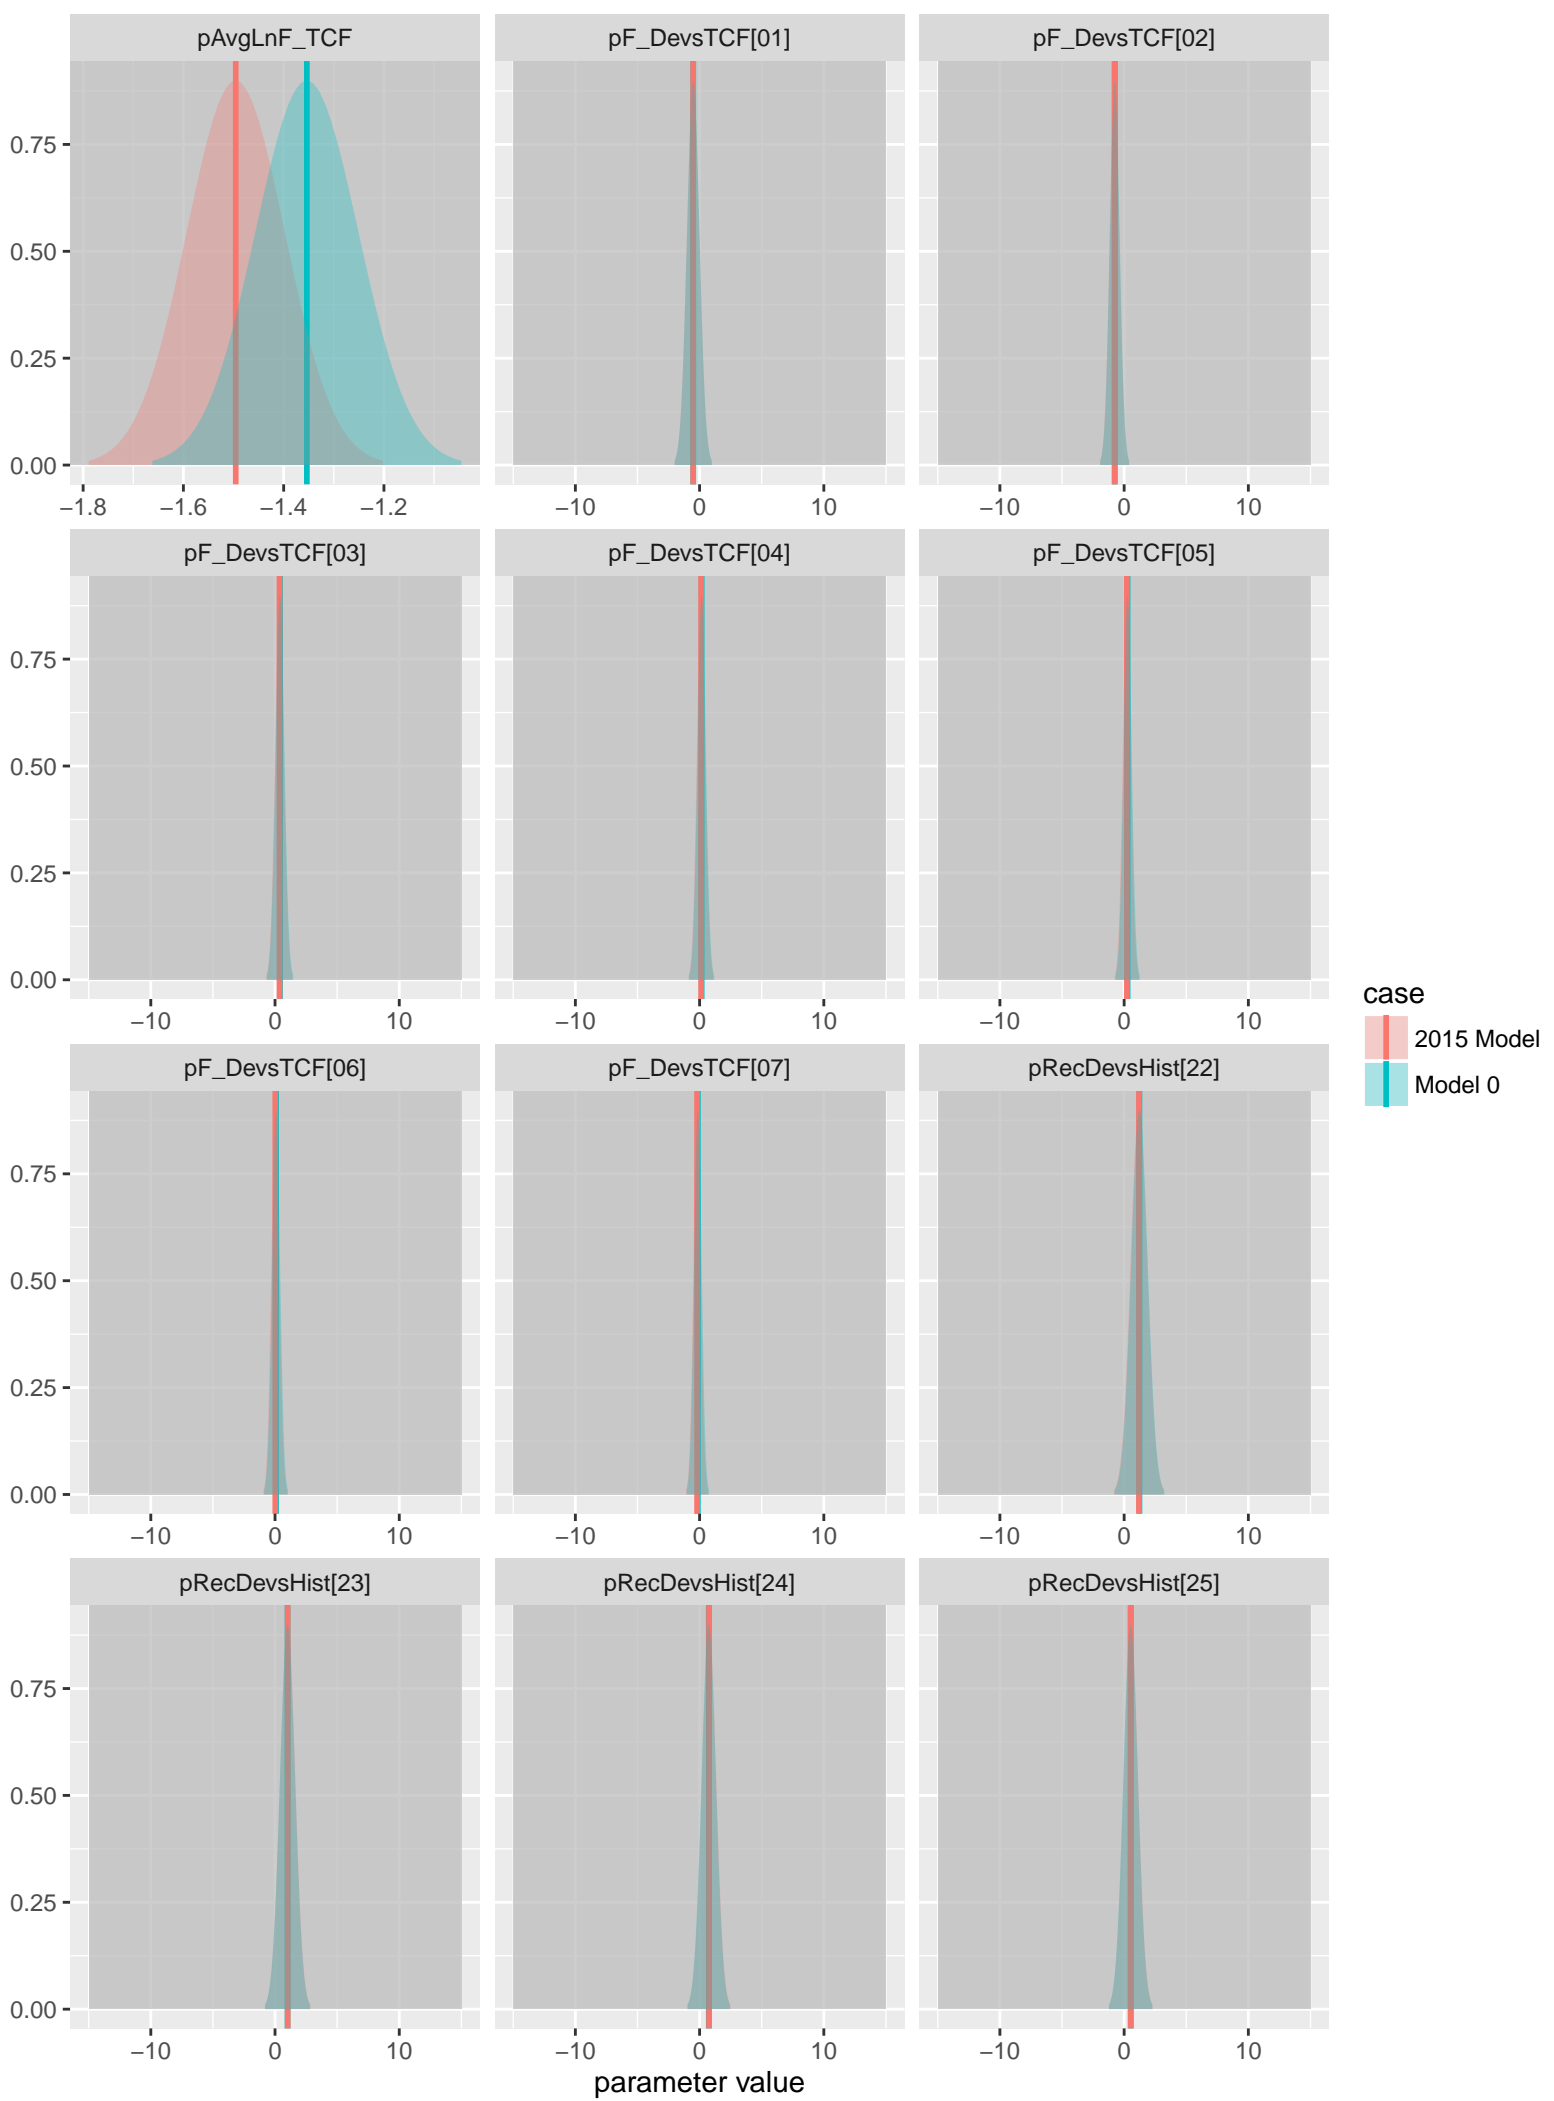 pAvgLnF_TCF pF_DevsTCF[01] pF_DevsTCF[02]
0.75
0.50
0.25
0.00
−1.8 −1.6 −1.4 −1.2 −10 0 10 −10 0 10
pF_DevsTCF[03] pF_DevsTCF[04] pF_DevsTCF[05]
0.75
0.50
0.25
0.00
−10 0 10 −10 0 10 −10 0 10
case
2015 Model
Model 0
pF_DevsTCF[06] pF_DevsTCF[07] pRecDevsHist[22]
0.75
0.50
0.25
0.00
−10 0 10 −10 0 10 −10 0 10
pRecDevsHist[23] pRecDevsHist[24] pRecDevsHist[25]
0.75
0.50
0.25
0.00
−10 0 10 −10 0 10 −10 0 10
parameter value